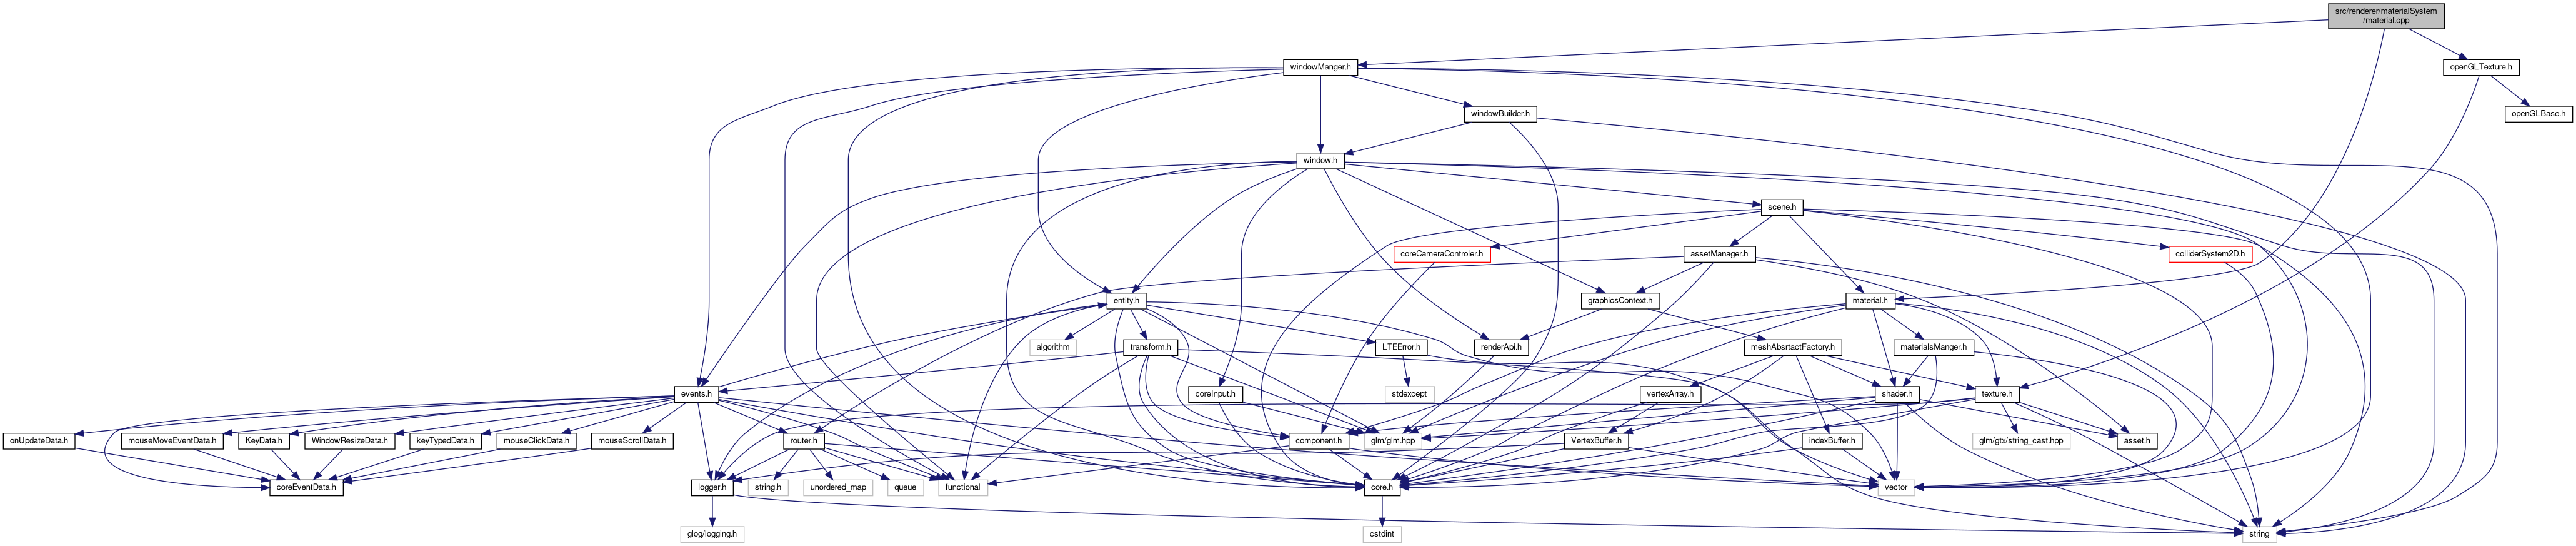 src/renderer/materialSystem
/material.cpp
windowManger.h
openGLTexture.h
windowBuilder.h
openGLBase.h
window.h
scene.h
coreCameraControler.h
assetManager.h
colliderSystem2D.h
entity.h
graphicsContext.h
material.h
algorithm
transform.h
LTEError.h
renderApi.h
meshAbsrtactFactory.h
materialsManger.h
events.h
coreInput.h
stdexcept
vertexArray.h
shader.h
texture.h
onUpdateData.h
mouseMoveEventData.h
KeyData.h
WindowResizeData.h
keyTypedData.h
mouseClickData.h
mouseScrollData.h
router.h
component.h
glm/glm.hpp
VertexBuffer.h
indexBuffer.h
glm/gtx/string_cast.hpp
asset.h
coreEventData.h
logger.h
string.h
unordered_map
queue
functional
core.h
vector
glog/logging.h
cstdint
string